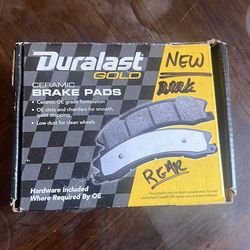 Duralast
GOLD
NEW
CERAMIC
BRAKE PADS
• Ceramic OE grade formulation
• OE slots and chamfers for smooth,
quiet stopping
• Low dust for clean wheels
REAR
Hardware Included
Where Required By OE